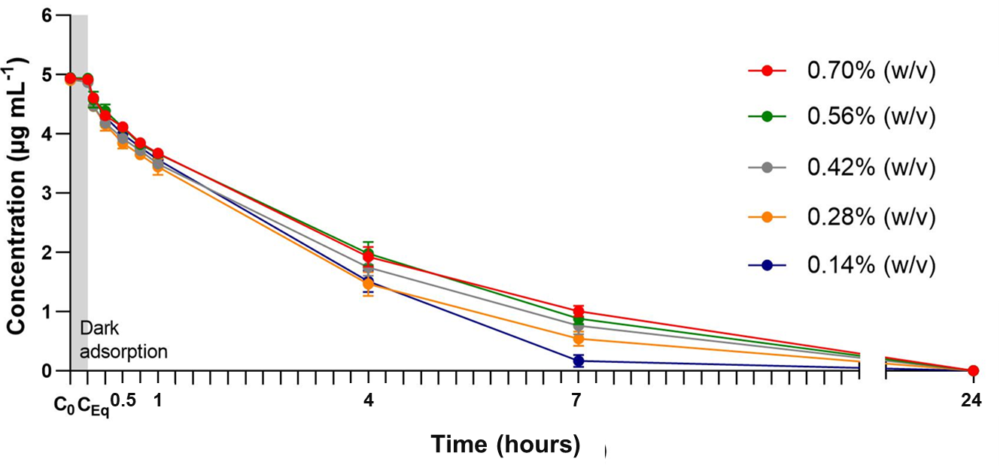 6
5
4
3
2
1
0
Concentration (µg mL⁻¹)
Dark
adsorption
C₀ C_Eq 0.5 1 4 7 24
Time (hours)
)
0.70% (w/v)
0.56% (w/v)
0.42% (w/v)
0.28% (w/v)
0.14% (w/v)